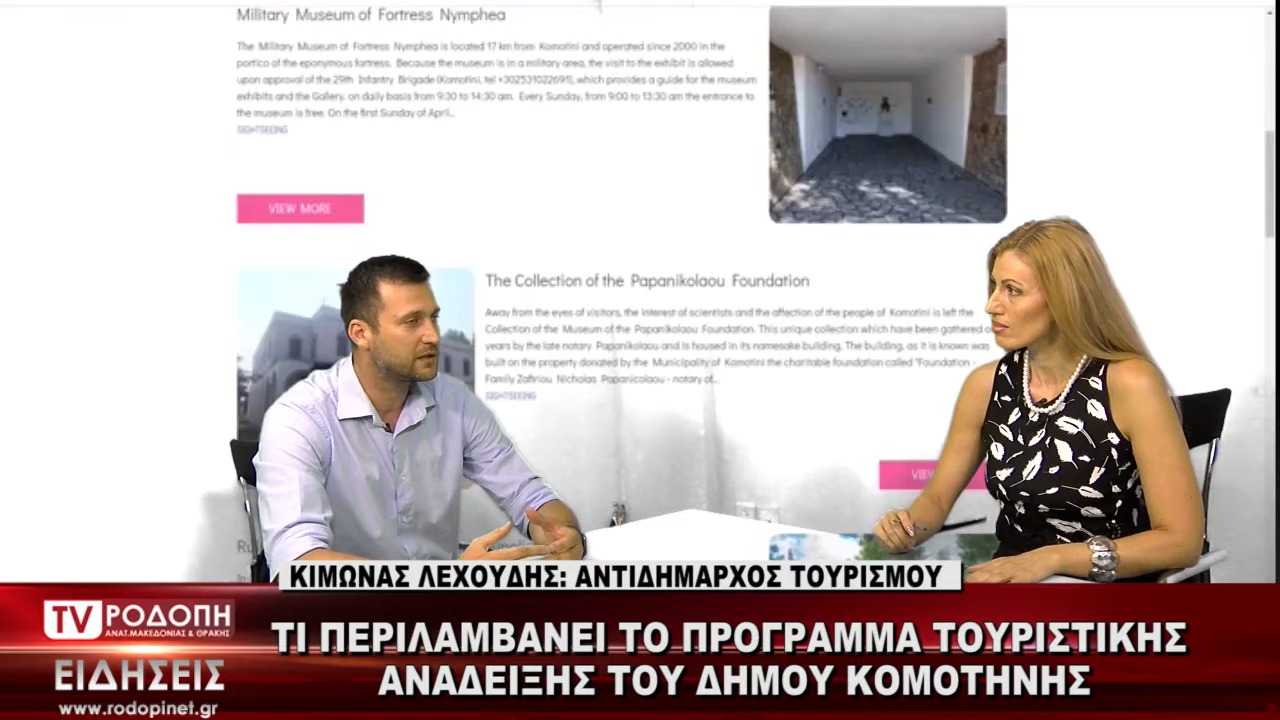 Military Museum of Fortress Nymphea
The Military Museum of Fortress Nymphea is located 17 km from Komotini and operated since 2000 in the
portico of the eponymous fortress. Because the museum is in a military area, the visit to the exhibit is allowed
upon approval of the 29th Infantry Brigade (Komotini, tel +302531022691), which provides a guide for the museum
exhibits and the Gallery, on daily basis from 9:30 to 14:30 am. Every Sunday, from 9:00 to 13:30 am the entrance to
the museum is free. On the first Sunday of April...
SIGHTSEEING
VIEW MORE
The Collection of the Papanikolaou Foundation
Away from the eyes of visitors, the interest of scientists and the affection of the people of Komotini is left the
Collection of the Museum of the Papanikolaou Foundation. This unique collection which have been gathered
years by the late notary Papanikolaou and is housed in its namesake building. The building, as it is known was
built on the property donated by the Municipality of Komotini the charitable foundation called "Foundation -
Family Zafiriou Nicholas Papanicolaou - notary of...
SIGHTSEEING
ΚΙΜΩΝΑΣ ΛΕΧΟΥΔΗΣ: ΑΝΤΙΔΗΜΑΡΧΟΣ ΤΟΥΡΙΣΜΟΥ
TV ΡΟΔΟΠΗ
ΑΝΑΤ.ΜΑΚΕΔΟΝΙΑΣ & ΘΡΑΚΗΣ
ΤΙ ΠΕΡΙΛΑΜΒΑΝΕΙ ΤΟ ΠΡΟΓΡΑΜΜΑ ΤΟΥΡΙΣΤΙΚΗΣ
ΑΝΑΔΕΙΞΗΣ ΤΟΥ ΔΗΜΟΥ ΚΟΜΟΤΗΝΗΣ
ΕΙΔΗΣΕΙΣ
www.rodopinet.gr